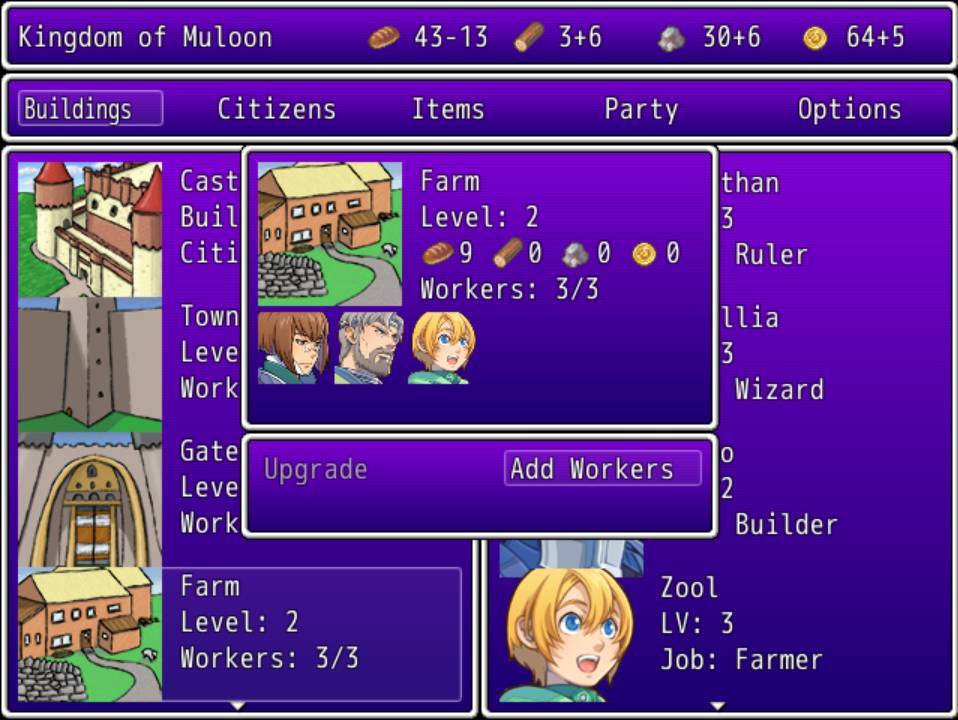 Kingdom of Muloon 43-13 3+6 30+6 64+5
Buildings Citizens Items Party Options
Cast
Buil
Citi
Town
Leve
Work
Gate
Leve
Work
Farm
Level: 2
Workers: 3/3
Farm
Level: 2
9 0 0 0
Workers: 3/3
Upgrade Add Workers
than
3
Ruler
llia
3
Wizard
o
2
Builder
Zool
LV: 3
Job: Farmer